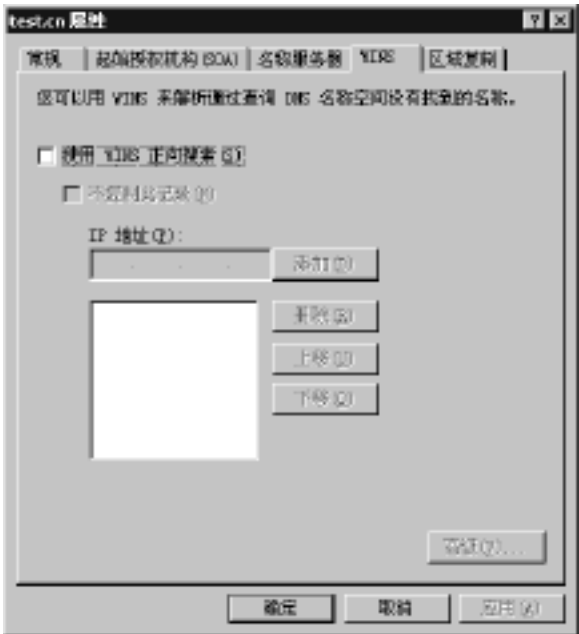 test.cn 属性
常规 起始授权机构(SOA) 名称服务器 WINS 区域复制
您可以用 WINS 来解析通过查询 DNS 名称空间没有找到的名称。
使用 WINS 正向搜索(S)
不复制此记录(N)
IP 地址(P):
添加(D)
删除(R)
上移(U)
下移(O)
高级(V)...
确定 取消 应用(A)